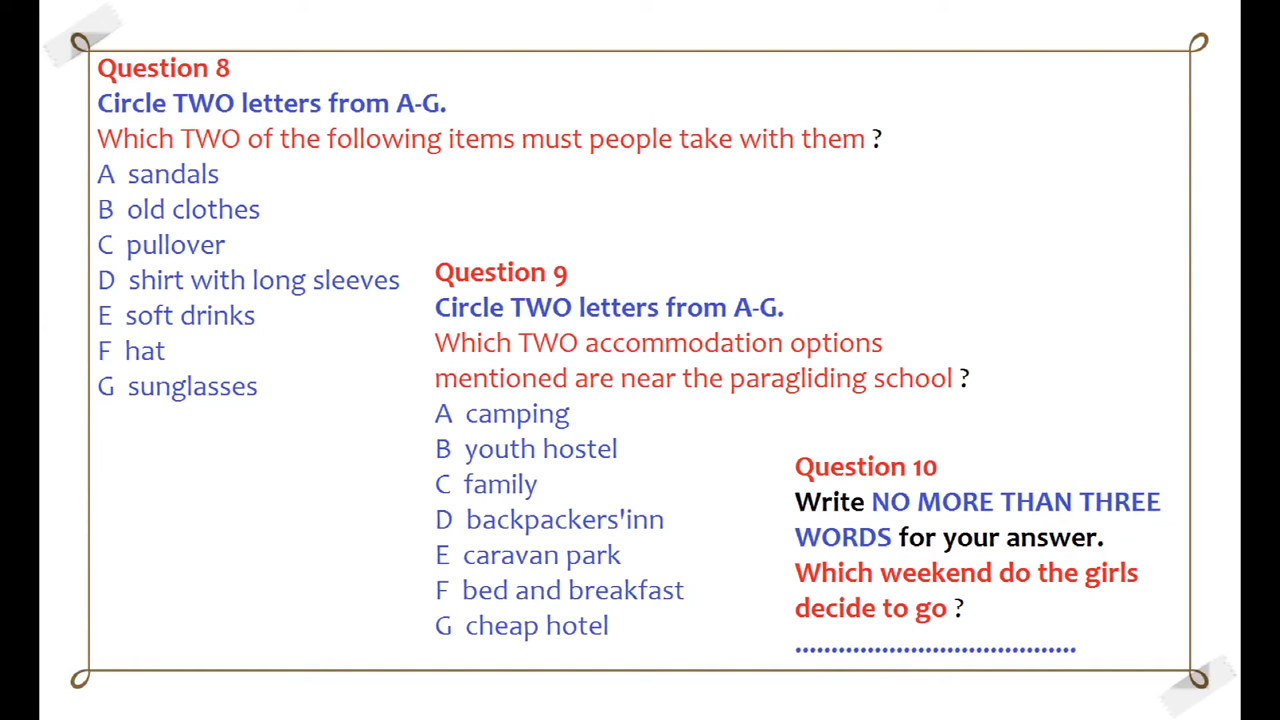 Question 8
Circle TWO letters from A-G.
Which TWO of the following items must people take with them ?
A sandals
B old clothes
C pullover
D shirt with long sleeves
E soft drinks
F hat
G sunglasses
Question 9
Circle TWO letters from A-G.
Which TWO accommodation options
mentioned are near the paragliding school ?
A camping
B youth hostel
C family
D backpackers'inn
E caravan park
F bed and breakfast
G cheap hotel
Question 10
Write NO MORE THAN THREE
WORDS for your answer.
Which weekend do the girls
decide to go ?
.......................................